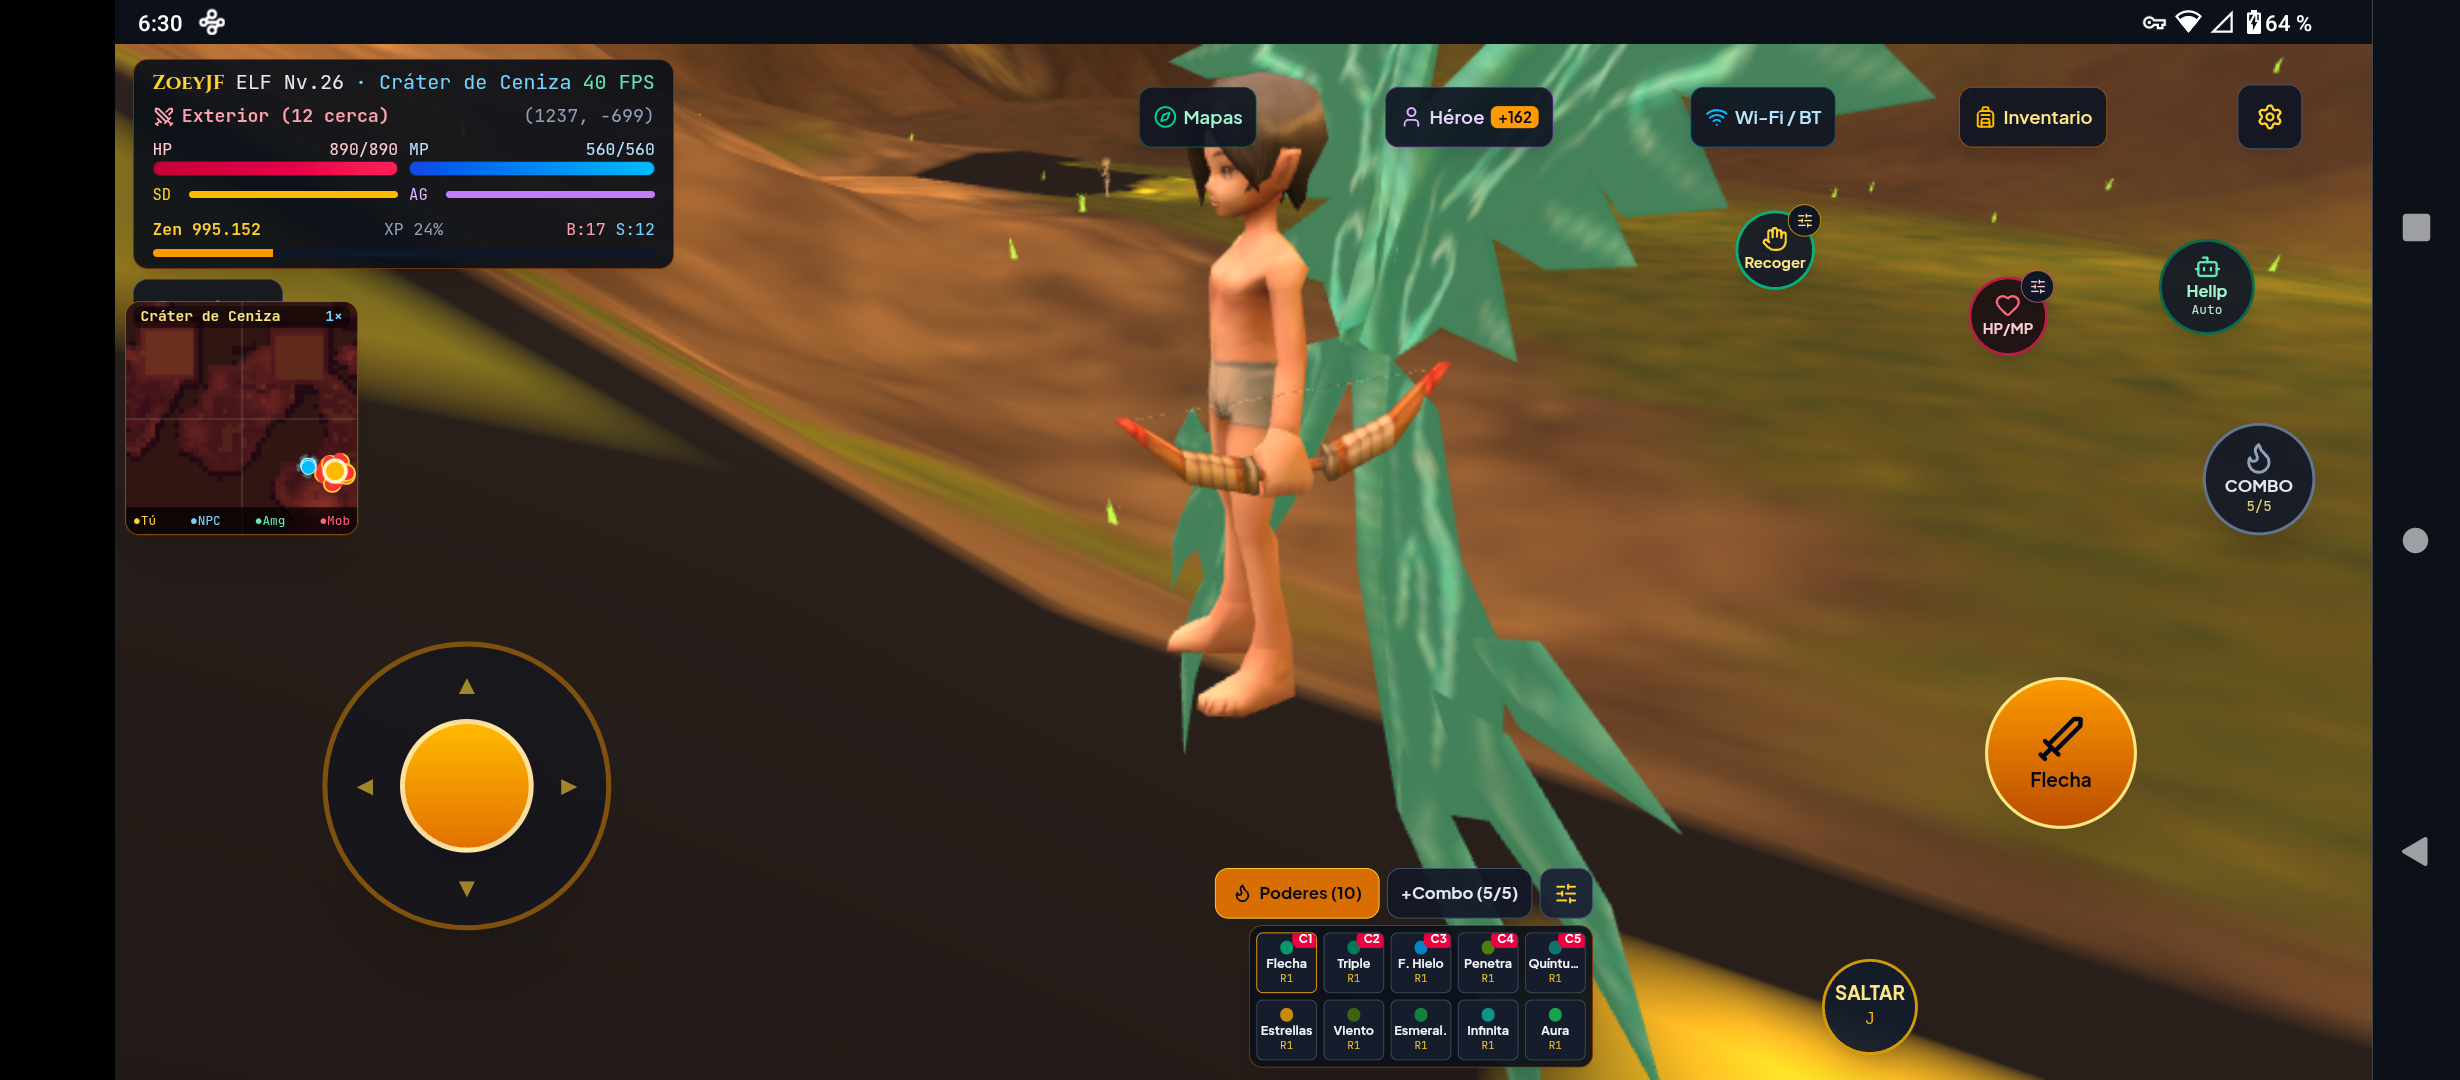 6:30
64 %
ZOEYJF ELF Nv.26 · Cráter de Ceniza 40 FPS
Exterior (12 cerca) (1237, -699)
HP 890/890 MP 560/560
SD AG
Zen 995.152 XP 24% B:17 S:12
Mapas
Héroe +162
Wi-Fi / BT
Inventario
Recoger
HP/MP
Hellp
Auto
Cráter de Ceniza 1×
Tú NPC Amg Mob
COMBO
5/5
Flecha
Poderes (10) +Combo (5/5)
C1 C2 C3 C4 C5
Flecha Triple F. Hielo Penetra Quíntu…
R1 R1 R1 R1 R1
Estrellas Viento Esmeral. Infinita Aura
R1 R1 R1 R1 R1
SALTAR
J